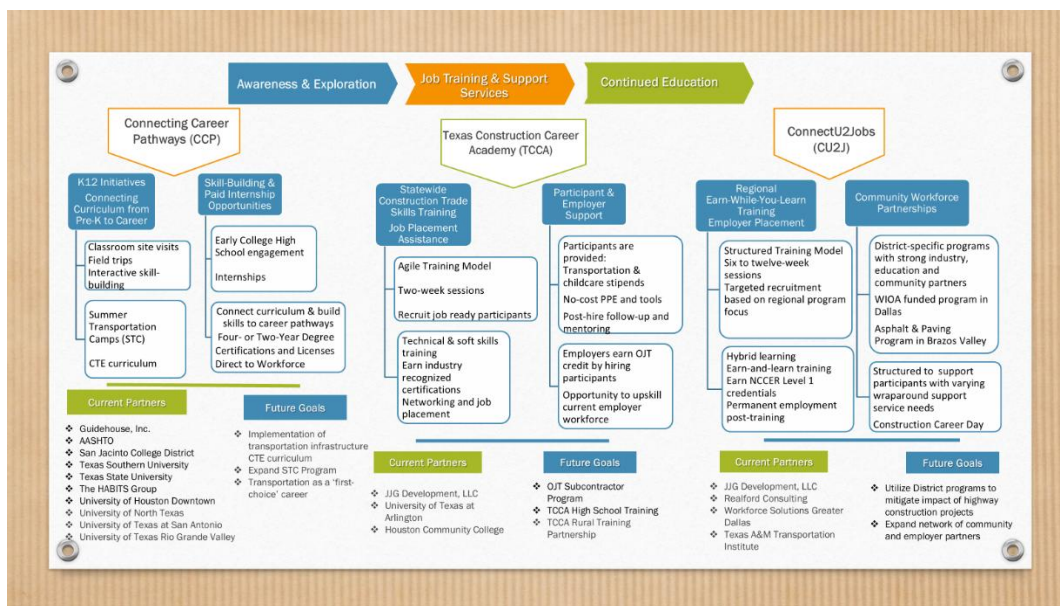 Awareness & Exploration
Job Training & Support
Services
Continued Education
Connecting Career
Pathways (CCP)
K12 Initiatives
Connecting
Curriculum from
Pre-K to Career
Skill-Building &
Paid Internship
Opportunities
Classroom site visits
Field trips
Interactive skill-
building
Summer
Transportation
Camps (STC)
CTE curriculum
Early College High
School engagement
Internships
Connect curriculum & build
skills to career pathways
Four- or Two-Year Degree
Certifications and Licenses
Direct to Workforce
Current Partners
❖ Guidehouse, Inc.
❖ AASHTO
❖ San Jacinto College District
❖ Texas Southern University
❖ Texas State University
❖ The HABITS Group
❖ University of Houston Downtown
❖ University of North Texas
❖ University of Texas at San Antonio
❖ University of Texas Rio Grande Valley
Future Goals
❖ Implementation of
transportation infrastructure
CTE curriculum
❖ Expand STC Program
❖ Transportation as a ‘first-
choice’ career
Texas Construction Career
Academy (TCCA)
Statewide
Construction Trade
Skills Training
Job Placement
Assistance
Participant &
Employer
Support
Agile Training Model
Two-week sessions
Recruit job ready participants
Technical & soft skills
training
Earn industry
recognized
certifications
Networking and job
placement
Participants are
provided:
Transportation &
childcare stipends
No-cost PPE and tools
Post-hire follow-up and
mentoring
Employers earn OJT
credit by hiring
participants
Opportunity to upskill
current employer
workforce
Current Partners
❖ JJG Development, LLC
❖ University of Texas at
Arlington
❖ Houston Community College
Future Goals
❖ OJT Subcontractor
Program
❖ TCCA High School Training
❖ TCCA Rural Training
Partnership
ConnectU2Jobs
(CU2J)
Regional
Earn-While-You-Learn
Training
Employer Placement
Community Workforce
Partnerships
Structured Training Model
Six to twelve-week
sessions
Targeted recruitment
based on regional program
focus
Hybrid learning
Earn-and-learn training
Earn NCCER Level 1
credentials
Permanent employment
post-training
District-specific programs
with strong industry,
education and
community partners
WIOA funded program in
Dallas
Asphalt & Paving
Program in Brazos Valley
Structured to support
participants with varying
wraparound support
service needs
Construction Career Day
Current Partners
❖ JJG Development, LLC
❖ Realford Consulting
❖ Workforce Solutions Greater
Dallas
❖ Texas A&M Transportation
Institute
Future Goals
❖ Utilize District programs to
mitigate impact of highway
construction projects
❖ Expand network of community
and employer partners